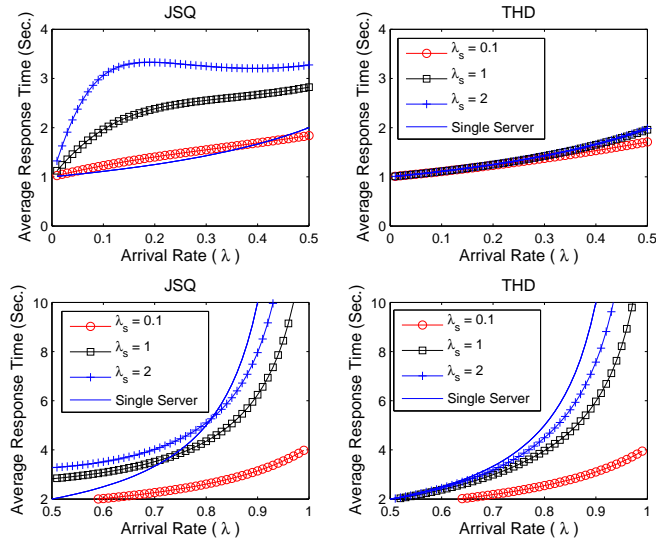 JSQ
Average Response Time (Sec.)
4
3
2
1
0
0 0.1 0.2 0.3 0.4 0.5
Arrival Rate ( λ )
THD
Average Response Time (Sec.)
4
3
2
1
0
0 0.1 0.2 0.3 0.4 0.5
Arrival Rate ( λ )
λs = 0.1
λs = 1
λs = 2
Single Server
JSQ
Average Response Time (Sec.)
10
8
6
4
2
0.5 0.6 0.7 0.8 0.9 1
Arrival Rate ( λ )
λs = 0.1
λs = 1
λs = 2
Single Server
THD
Average Response Time (Sec.)
10
8
6
4
2
0.5 0.6 0.7 0.8 0.9 1
Arrival Rate ( λ )
λs = 0.1
λs = 1
λs = 2
Single Server